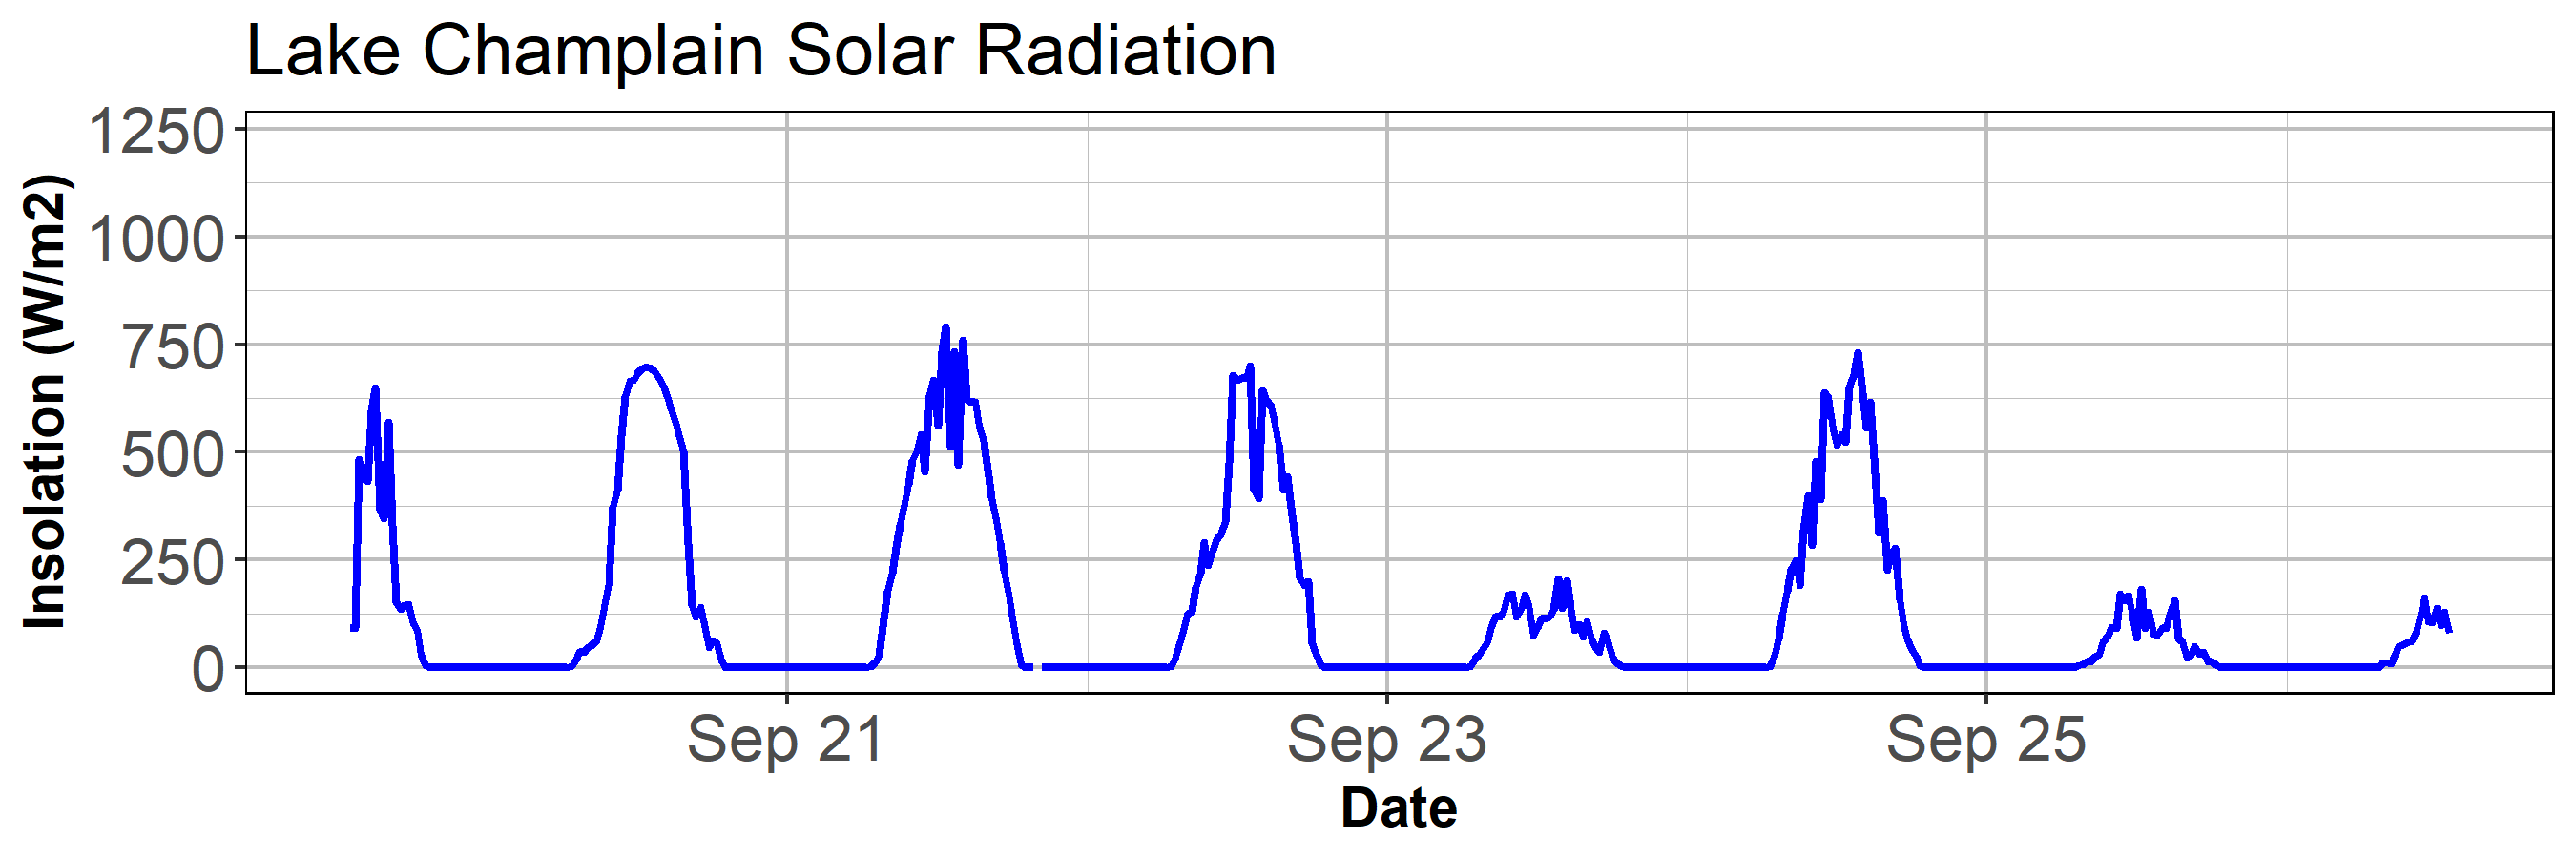 Lake Champlain Solar Radiation
1250
1000
750
500
250
0
Insolation (W/m2)
Sep 21
Sep 23
Sep 25
Date